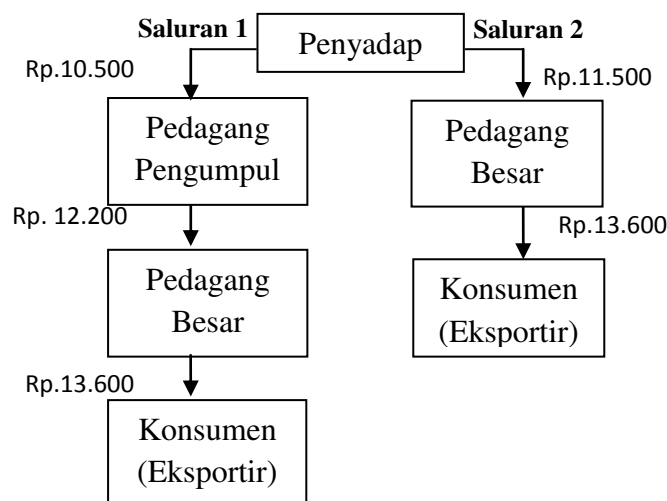 Saluran 1
Penyadap
Saluran 2
Rp.10.500
Rp.11.500
Pedagang
Pengumpul
Pedagang
Besar
Rp. 12.200
Rp.13.600
Pedagang
Besar
Konsumen
(Eksportir)
Rp.13.600
Konsumen
(Eksportir)